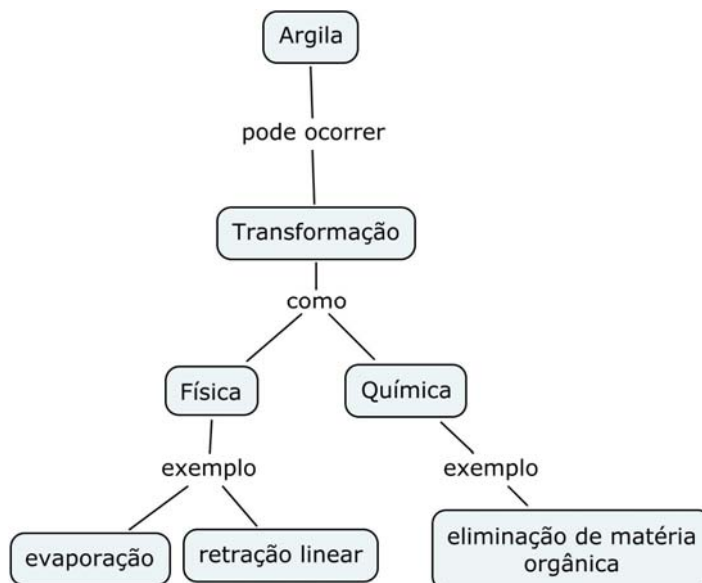 Argila
pode ocorrer
Transformação
como
Física
Química
exemplo
exemplo
evaporação
retração linear
eliminação de matéria
orgânica